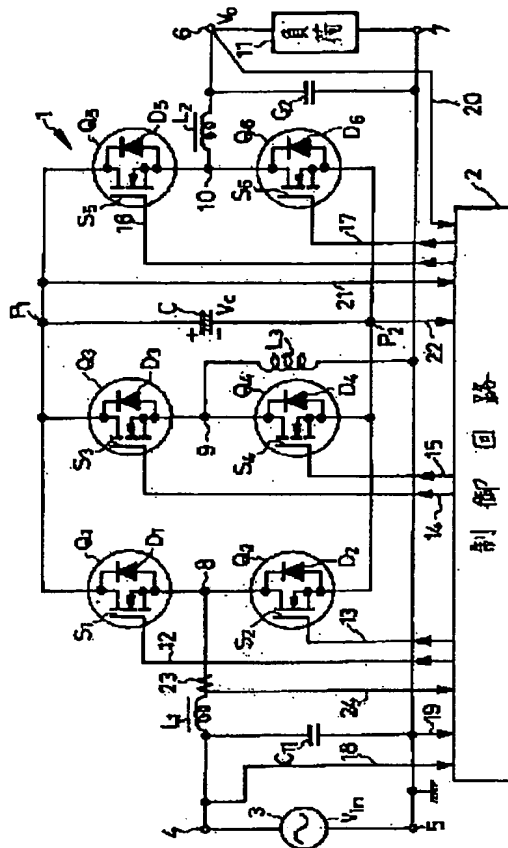 1
P1
Q1
Q3
Q5
D1
D3
D5
S1
S3
S5
16
6
Vo
12
L1
23
8
9
C
+
-
Vc
10
L2
11
負荷
4
Q2
Q4
Q6
C2
D2
D4
D6
S2
S4
S6
L3
P2
3
Vin
18
19
24
13
14
15
21
22
17
20
5
7
2
制御回路